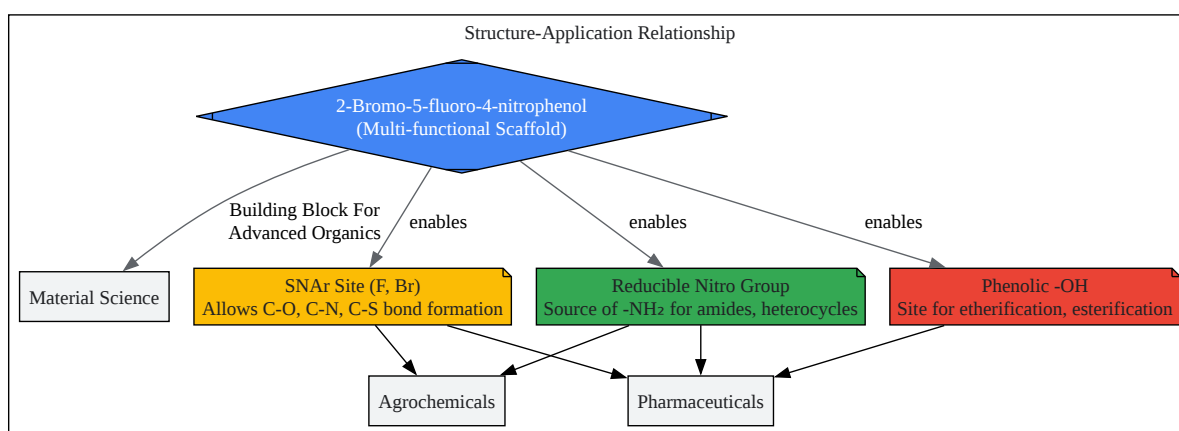 Structure-Application Relationship
2-Bromo-5-fluoro-4-nitrophenol
(Multi-functional Scaffold)
Building Block For
Advanced Organics
enables
enables
enables
Material Science
SNAr Site (F, Br)
Allows C-O, C-N, C-S bond formation
Reducible Nitro Group
Source of -NH₂ for amides, heterocycles
Phenolic -OH
Site for etherification, esterification
Agrochemicals
Pharmaceuticals